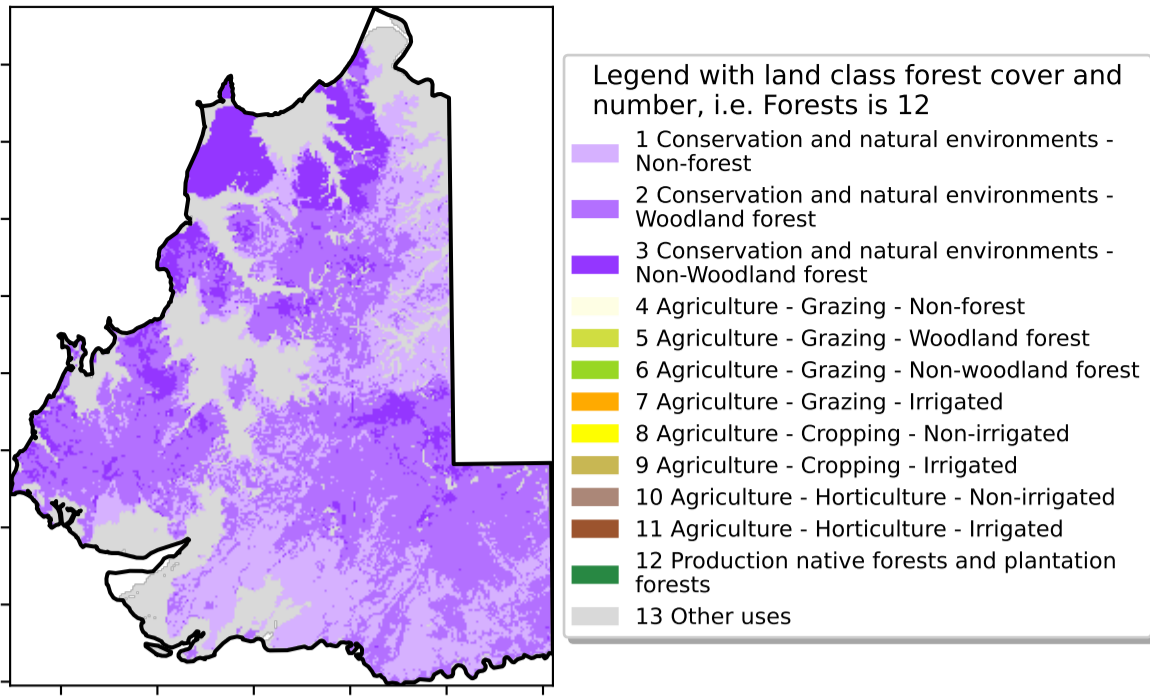 Legend with land class forest cover and
number, i.e. Forests is 12
1 Conservation and natural environments -
Non-forest
2 Conservation and natural environments -
Woodland forest
3 Conservation and natural environments -
Non-Woodland forest
4 Agriculture - Grazing - Non-forest
5 Agriculture - Grazing - Woodland forest
6 Agriculture - Grazing - Non-woodland forest
7 Agriculture - Grazing - Irrigated
8 Agriculture - Cropping - Non-irrigated
9 Agriculture - Cropping - Irrigated
10 Agriculture - Horticulture - Non-irrigated
11 Agriculture - Horticulture - Irrigated
12 Production native forests and plantation
forests
13 Other uses